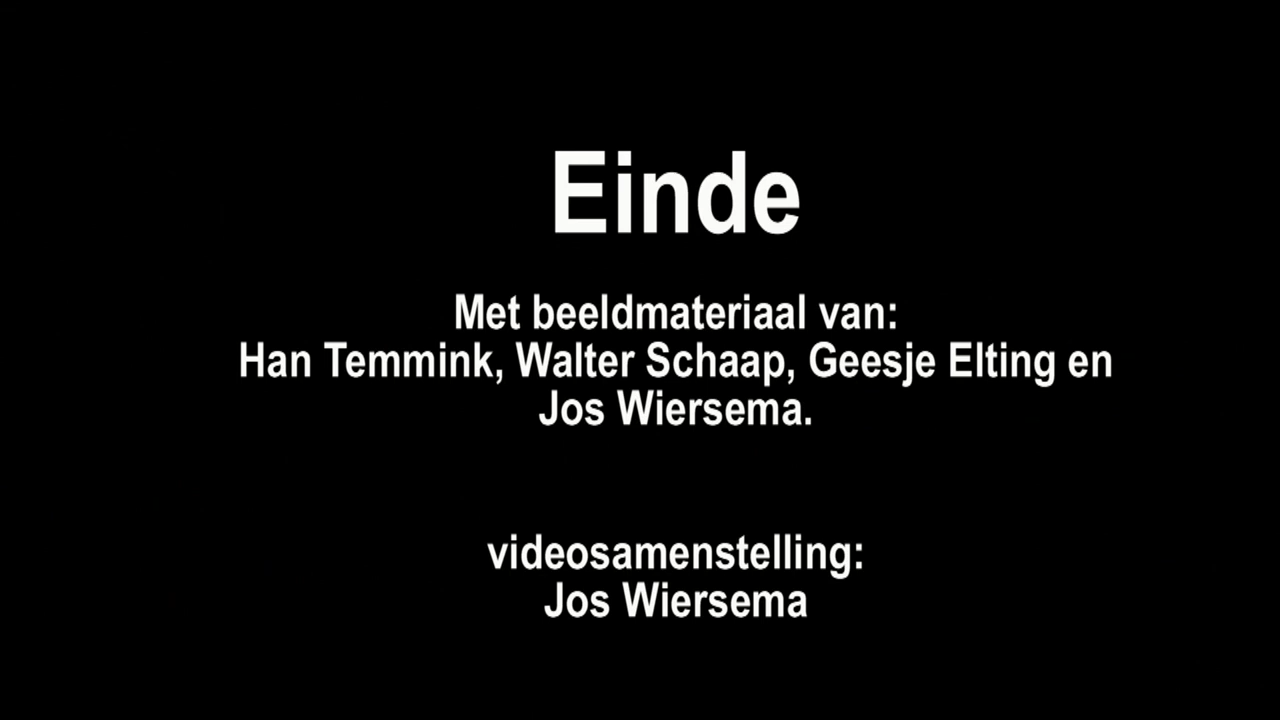 Einde
Met beeldmateriaal van:
Han Temmink, Walter Schaap, Geesje Elting en
Jos Wiersema.
videosamenstelling:
Jos Wiersema